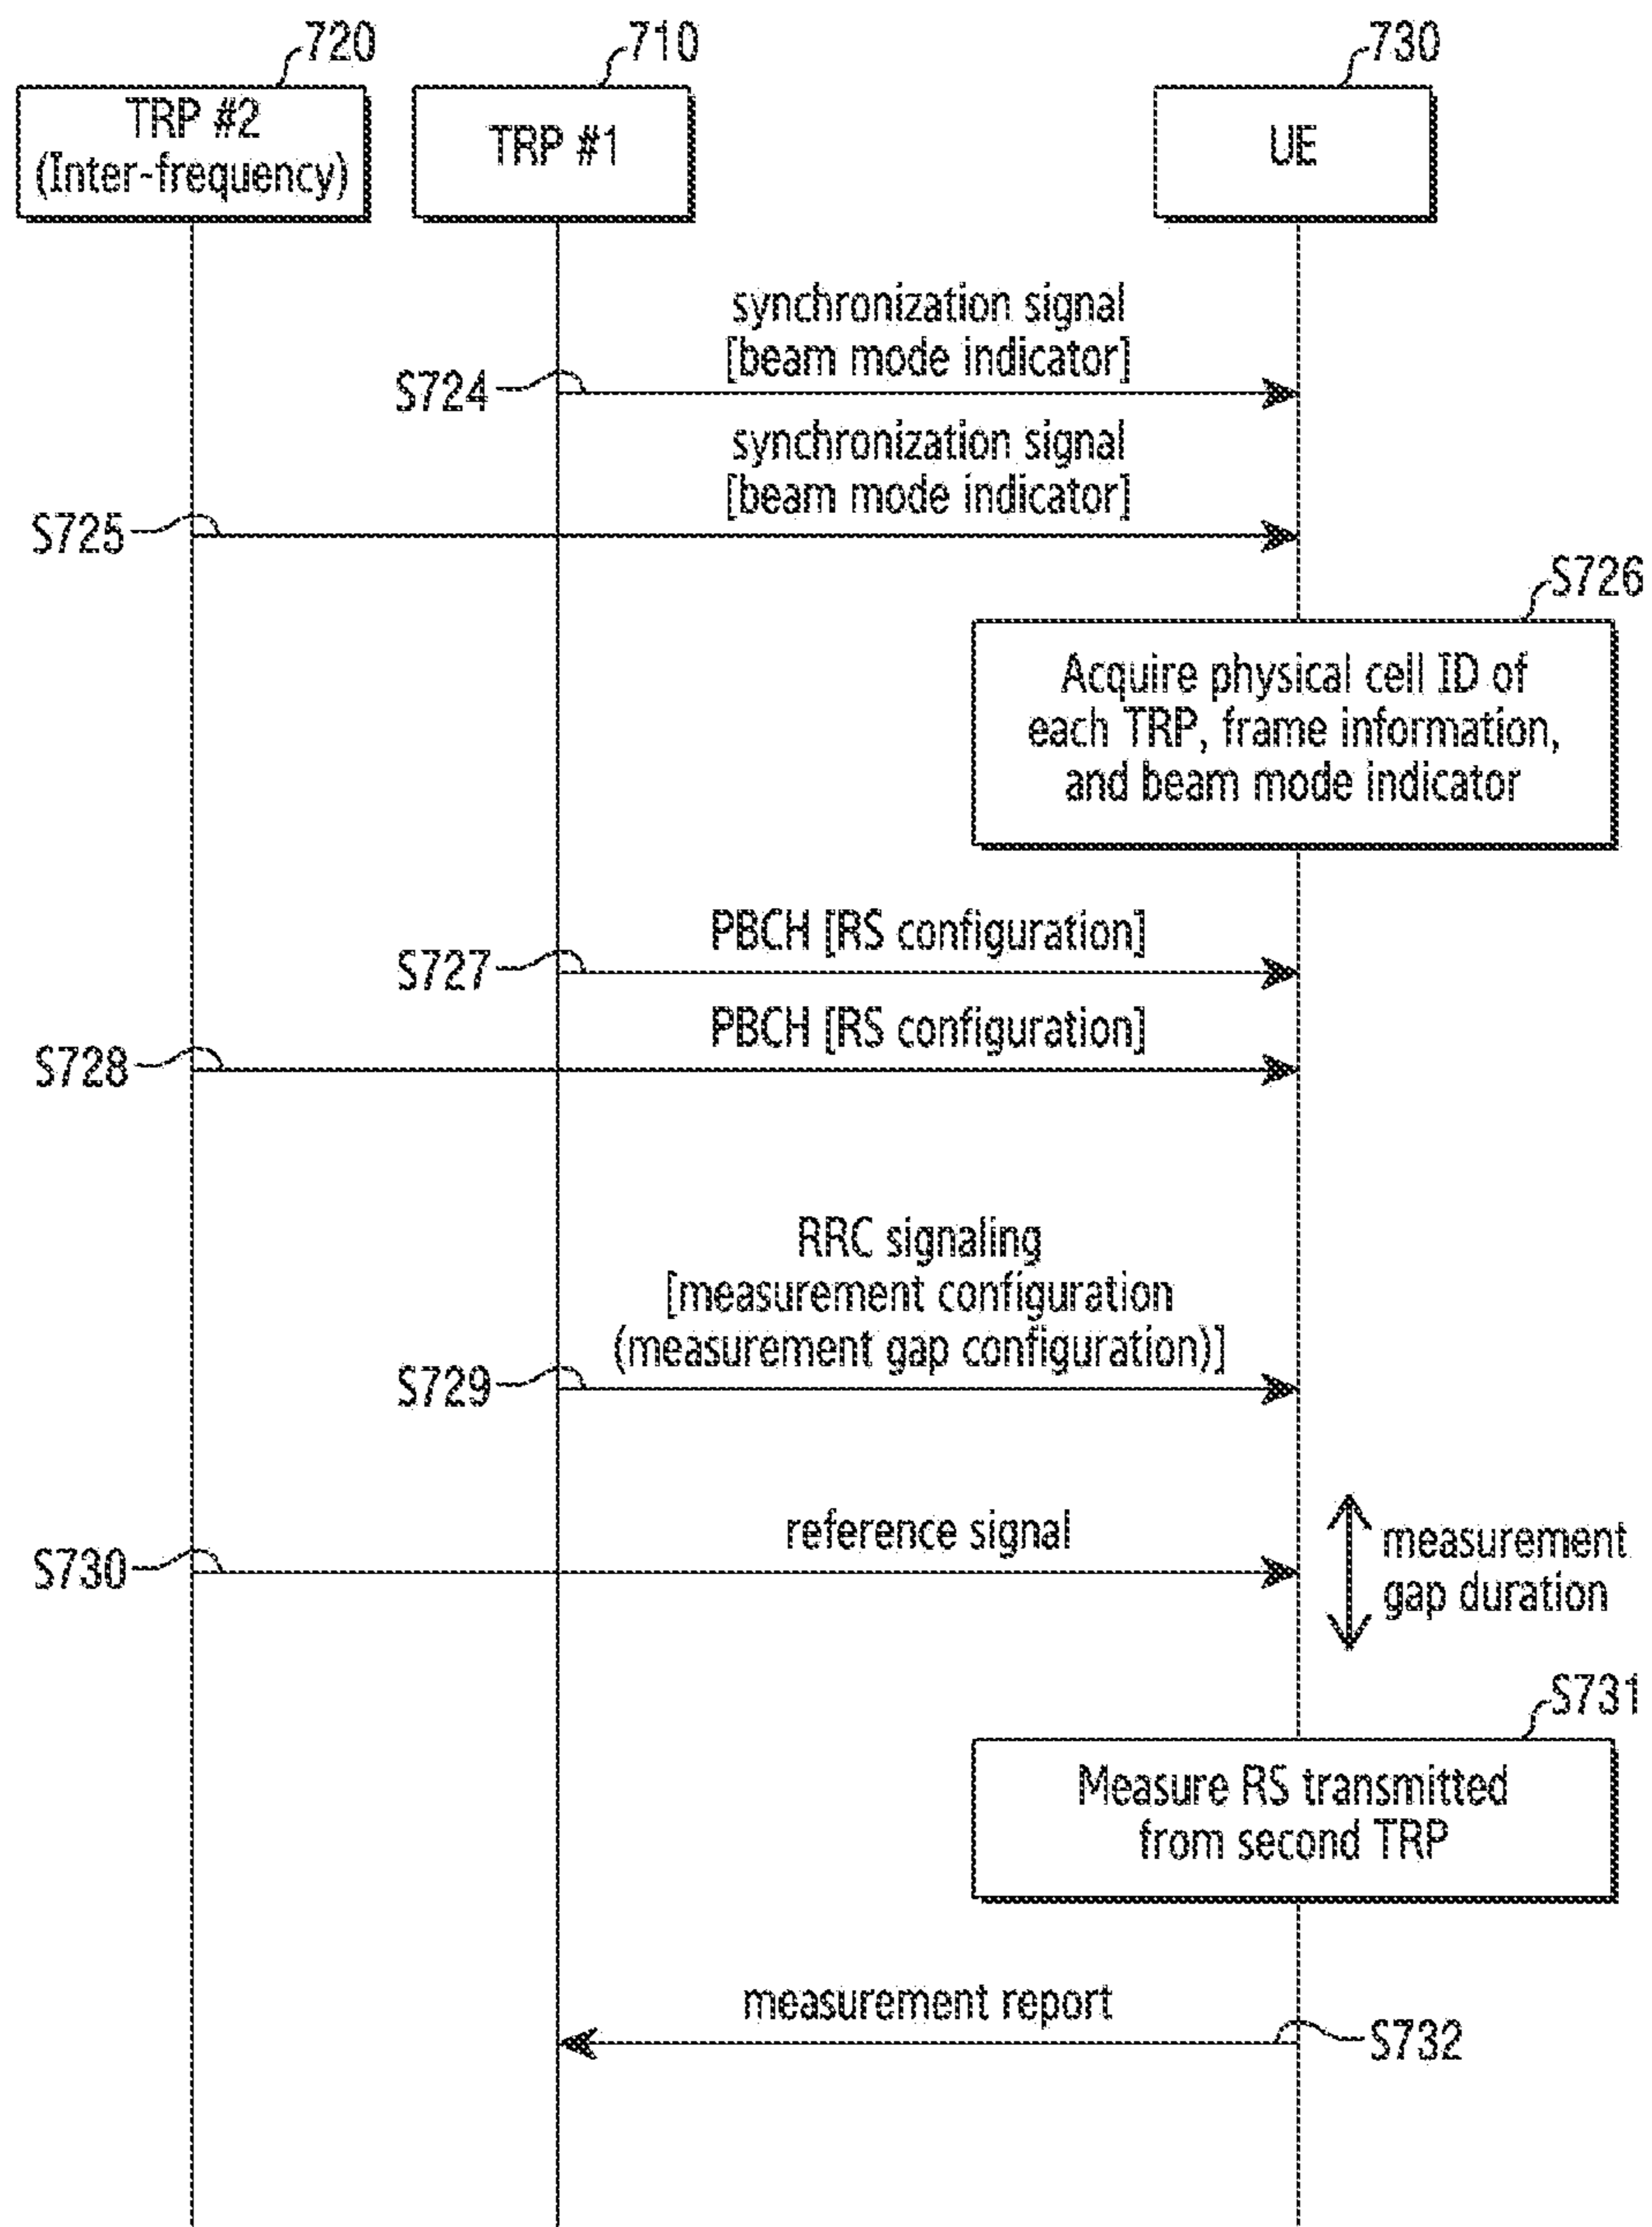 720
710
730
TRP #2
(Inter-frequency)
TRP #1
UE
synchronization signal
[beam mode indicator]
S724
synchronization signal
[beam mode indicator]
S725
S726
Acquire physical cell ID of
each TRP, frame information,
and beam mode indicator
PBCH [RS configuration]
S727
PBCH [RS configuration]
S728
RRC signaling
[measurement configuration
(measurement gap configuration)]
S729
reference signal
S730
measurement
gap duration
S731
Measure RS transmitted
from second TRP
measurement report
S732